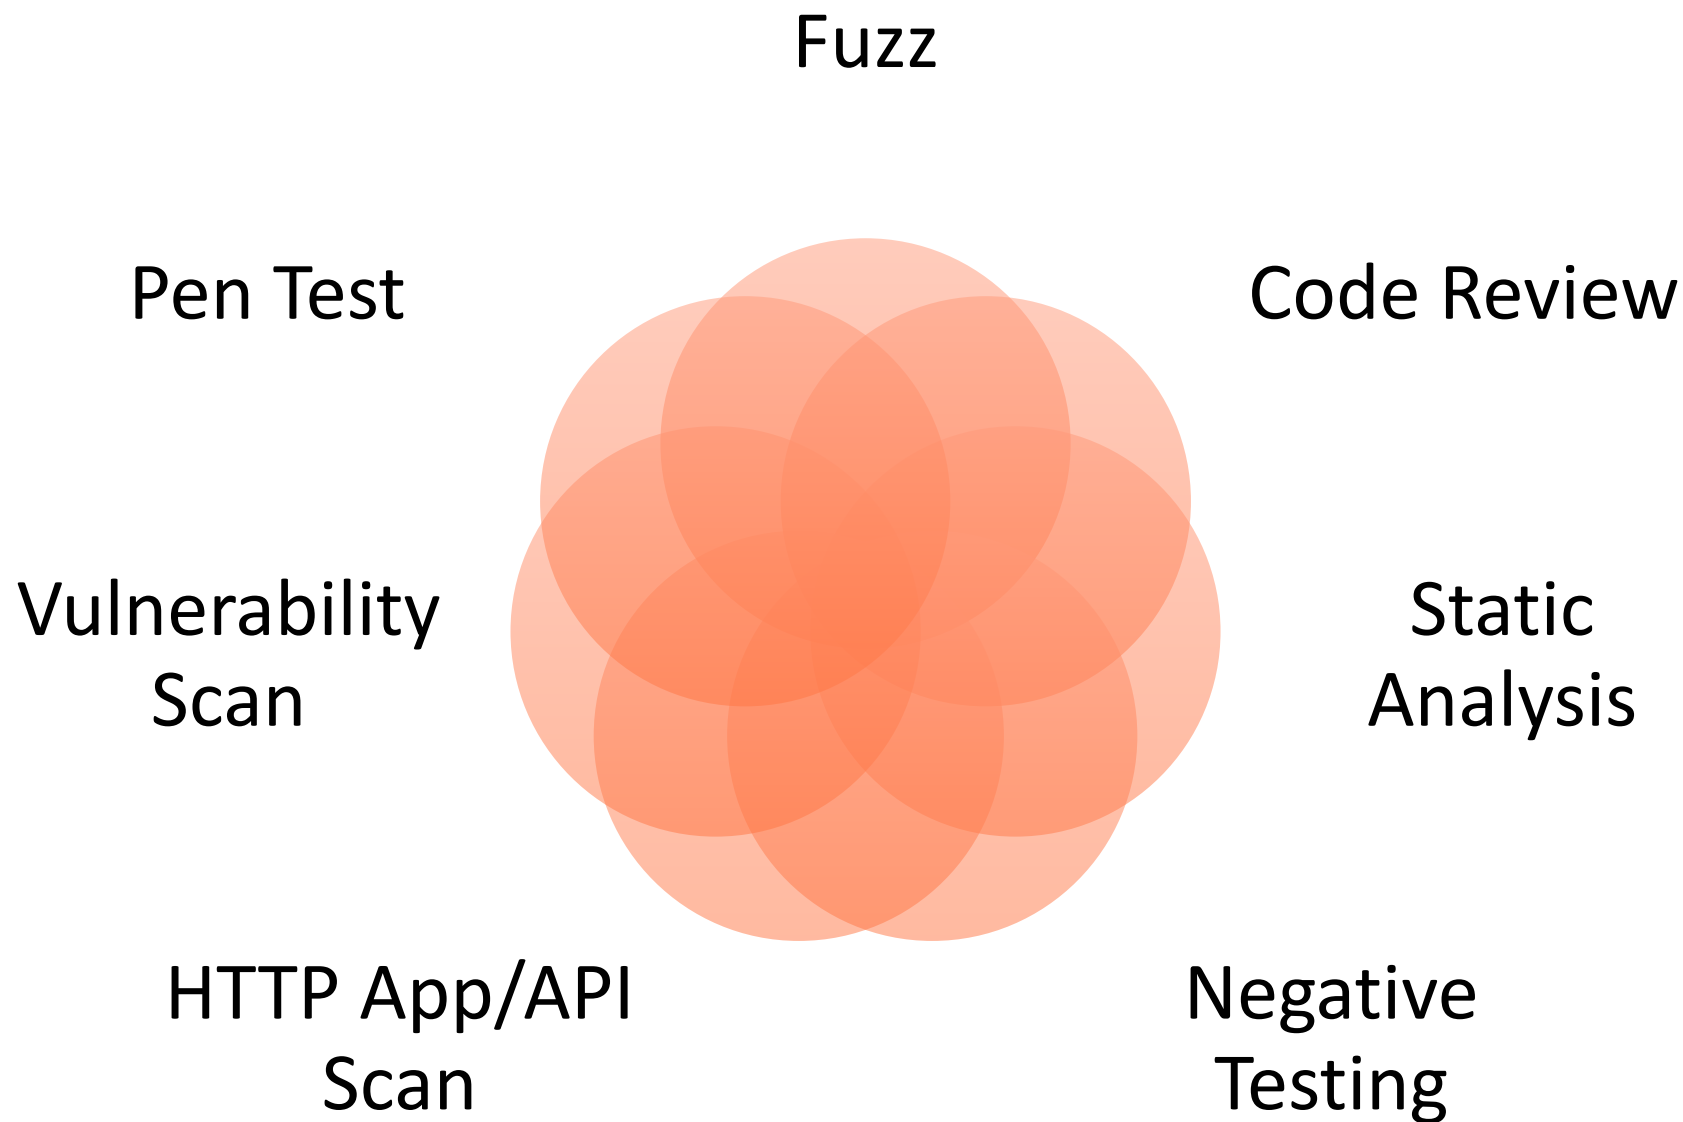 Fuzz
Pen Test
Code Review
Vulnerability
Scan
Static
Analysis
HTTP App/API
Scan
Negative
Testing